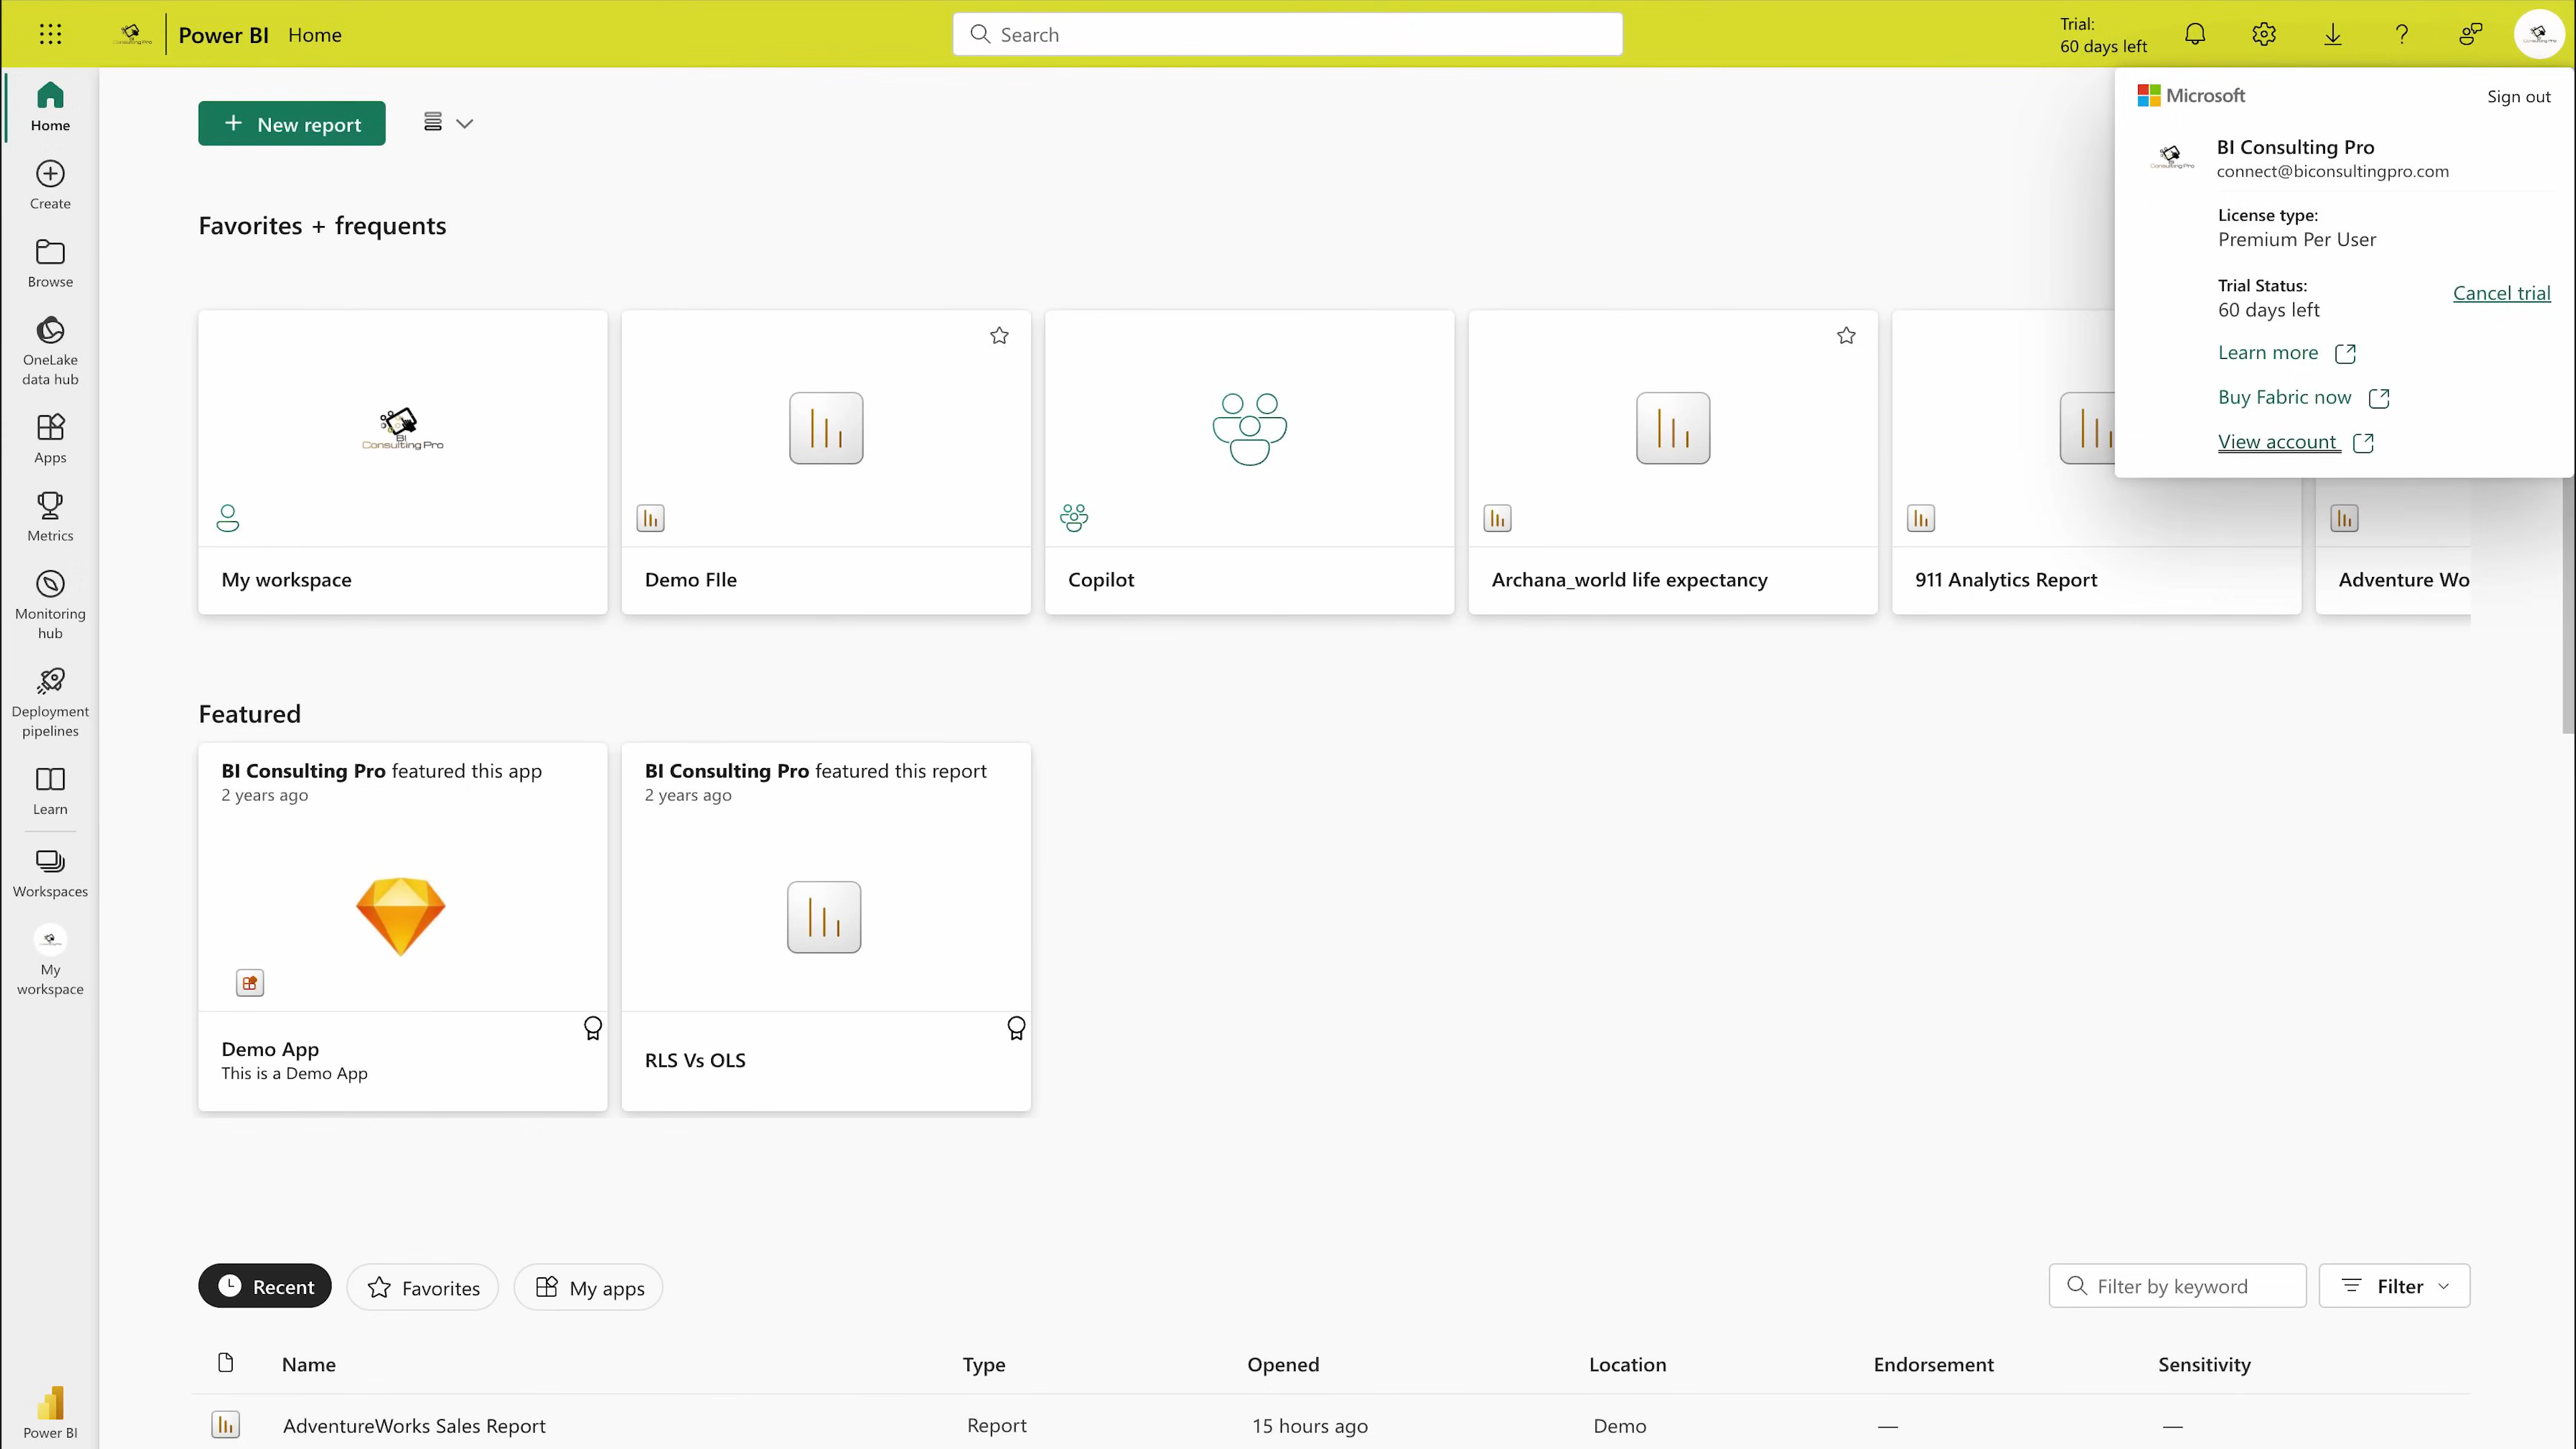 Power BI Home
Search
Trial:
60 days left
Home
Create
Browse
OneLake
data hub
Apps
Metrics
Monitoring
hub
Deployment
pipelines
Learn
Workspaces
My
workspace
Power BI
New report
Microsoft
Sign out
BI Consulting Pro
connect@biconsultingpro.com
License type:
Premium Per User
Trial Status:
60 days left
Cancel trial
Learn more
Buy Fabric now
View account
Favorites + frequents
BI
Consulting Pro
My workspace
Demo FIle
Copilot
Archana_world life expectancy
911 Analytics Report
Adventure Wo
Featured
BI Consulting Pro featured this app
2 years ago
Demo App
This is a Demo App
BI Consulting Pro featured this report
2 years ago
RLS Vs OLS
Recent
Favorites
My apps
Filter by keyword
Filter
Name Type Opened Location Endorsement Sensitivity
AdventureWorks Sales Report Report 15 hours ago Demo — —